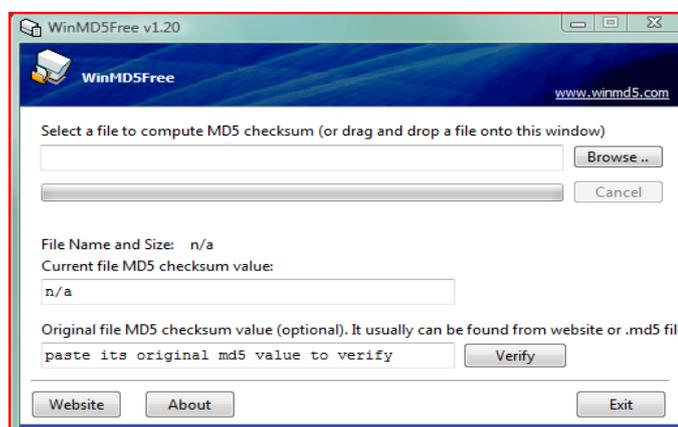 WinMD5Free v1.20
WinMD5Free
www.winmd5.com
Select a file to compute MD5 checksum (or drag and drop a file onto this window)
Browse ..
Cancel
File Name and Size: n/a
Current file MD5 checksum value:
n/a
Original file MD5 checksum value (optional). It usually can be found from website or .md5 fil
paste its original md5 value to verify
Verify
Website
About
Exit